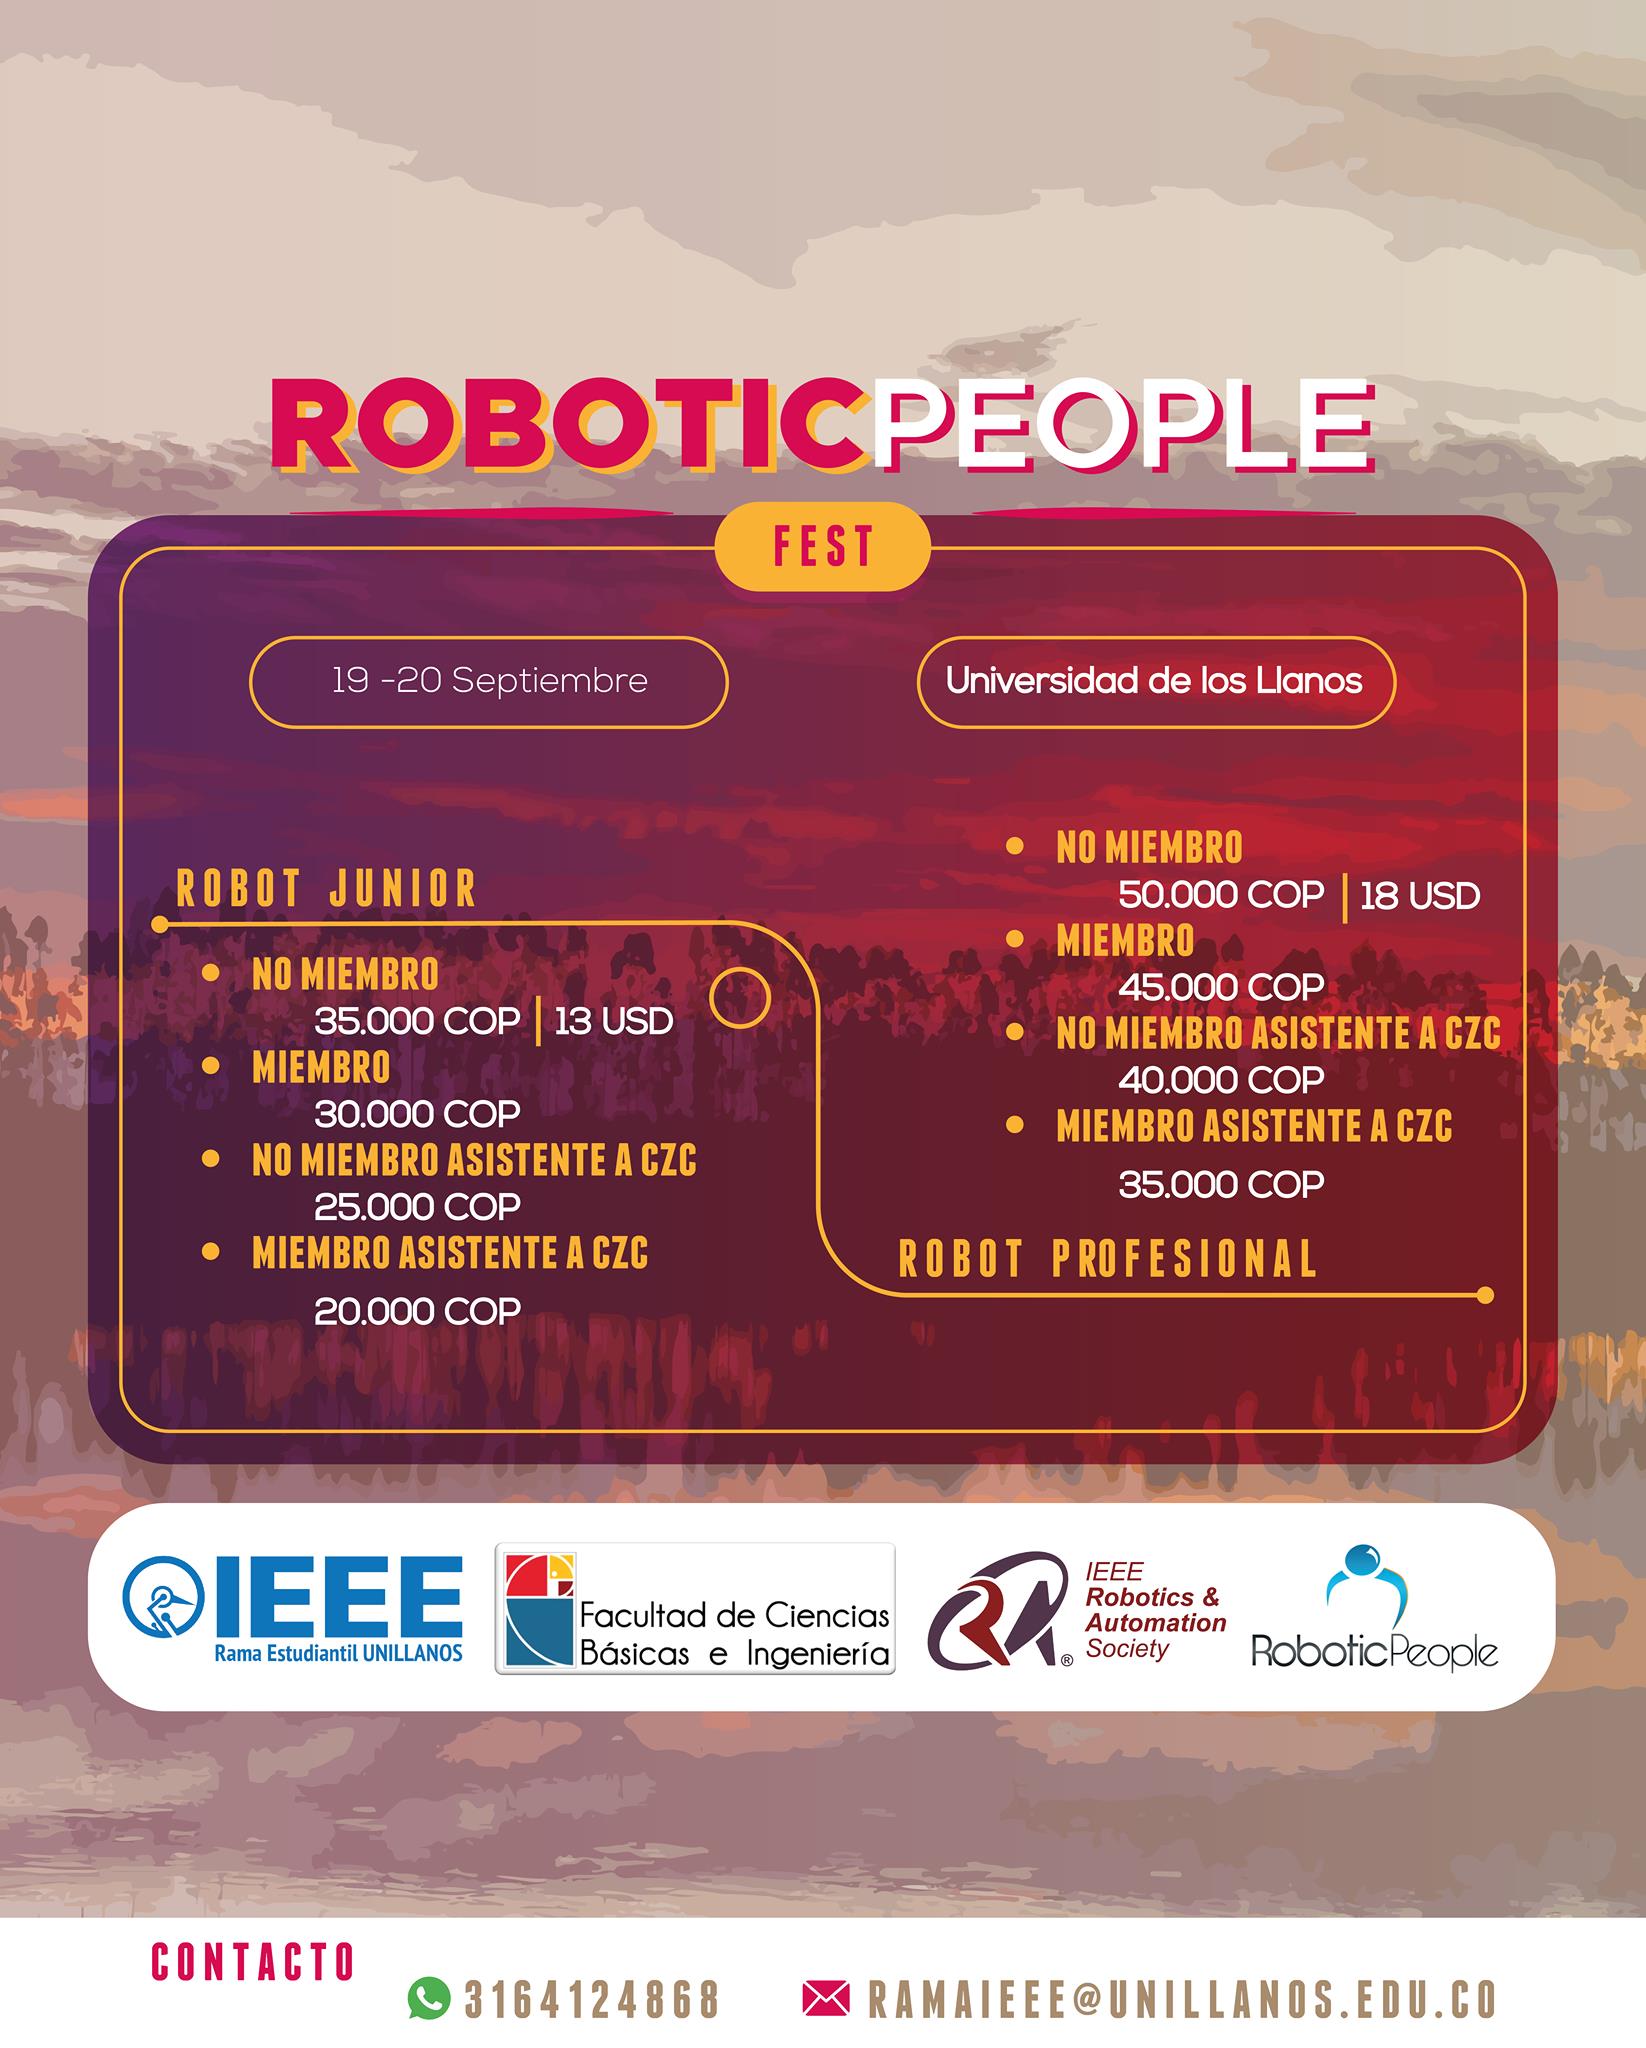 ROBOTICPEOPLE
FEST
19 -20 Septiembre
Universidad de los Llanos
ROBOT JUNIOR
• NO MIEMBRO
35.000 COP | 13 USD
• MIEMBRO
30.000 COP
• NO MIEMBRO ASISTENTE A CZC
25.000 COP
• MIEMBRO ASISTENTE A CZC
20.000 COP
• NO MIEMBRO
50.000 COP | 18 USD
• MIEMBRO
45.000 COP
• NO MIEMBRO ASISTENTE A CZC
40.000 COP
• MIEMBRO ASISTENTE A CZC
35.000 COP
ROBOT PROFESIONAL
IEEE
Rama Estudiantil UNILLANOS
Facultad de Ciencias
Básicas e Ingeniería
RA®
IEEE
Robotics &
Automation
Society
RoboticPeople
CONTACTO
3164124868
RAMAIEEE@UNILLANOS.EDU.CO